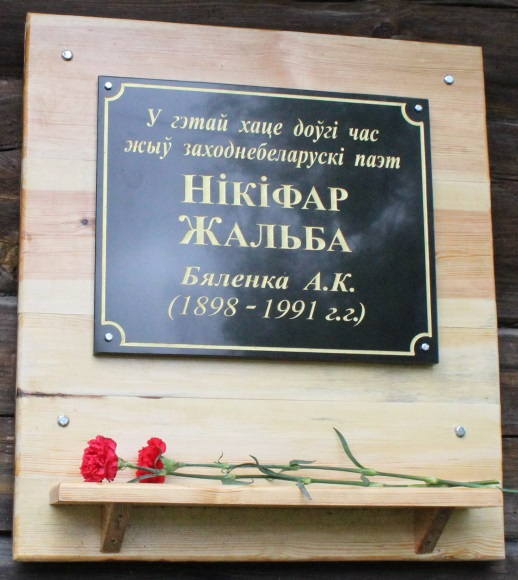 У гэтай хаце доўгі час
жыў заходнебеларускі паэт
НІКІФАР
ЖАЛЬБА
Бяленка А.К.
(1898 - 1991 г.г.)